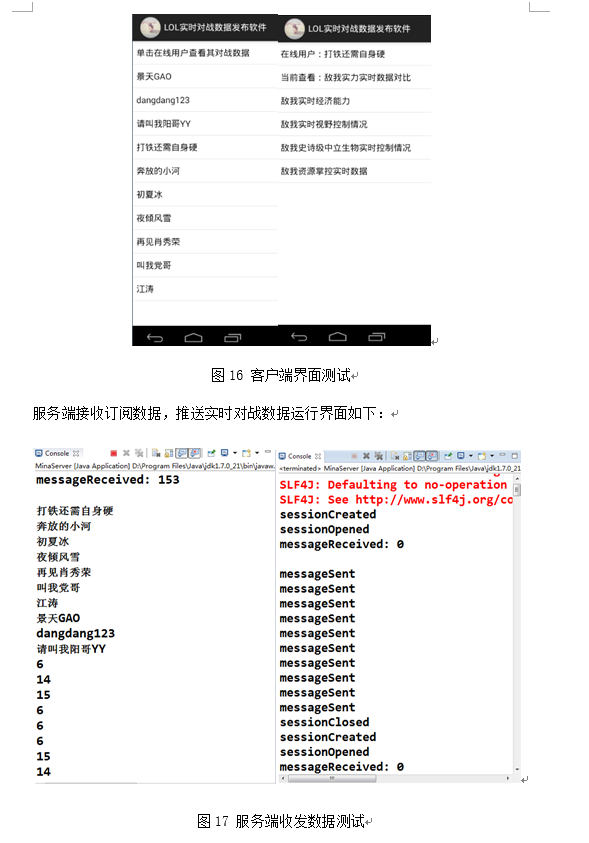 LOL实时对战数据发布软件
单击在线用户查看其对战数据
景天GAO
dangdang123
请叫我阳哥YY
打铁还需自身硬
奔放的小河
初夏冰
夜倾风雪
再见肖秀荣
叫我党哥
江涛
LOL实时对战数据发布软件
在线用户：打铁还需自身硬
当前查看：敌我实力实时数据对比
敌我实时经济能力
敌我实时视野控制情况
敌我史诗级中立生物实时控制情况
敌我资源掌控实时数据
图16 客户端界面测试
服务端接收订阅数据，推送实时对战数据运行界面如下：
Console
MinaServer [Java Application] D:\Program Files\Java\jdk1.7.0_21\bin\javaw.
messageReceived: 153
打铁还需自身硬
奔放的小河
初夏冰
夜倾风雪
再见肖秀荣
叫我党哥
江涛
景天GAO
dangdang123
请叫我阳哥YY
6
14
15
6
6
6
15
14
Console
<terminated> MinaServer [Java Application] D:\Program Files\Java\jdk1.7.0_21
SLF4J: Defaulting to no-operation
SLF4J: See http://www.slf4j.org/co
sessionCreated
sessionOpened
messageReceived: 0
messageSent
messageSent
messageSent
messageSent
messageSent
messageSent
messageSent
messageSent
messageSent
messageSent
sessionClosed
sessionCreated
sessionOpened
messageReceived: 0
图17 服务端收发数据测试